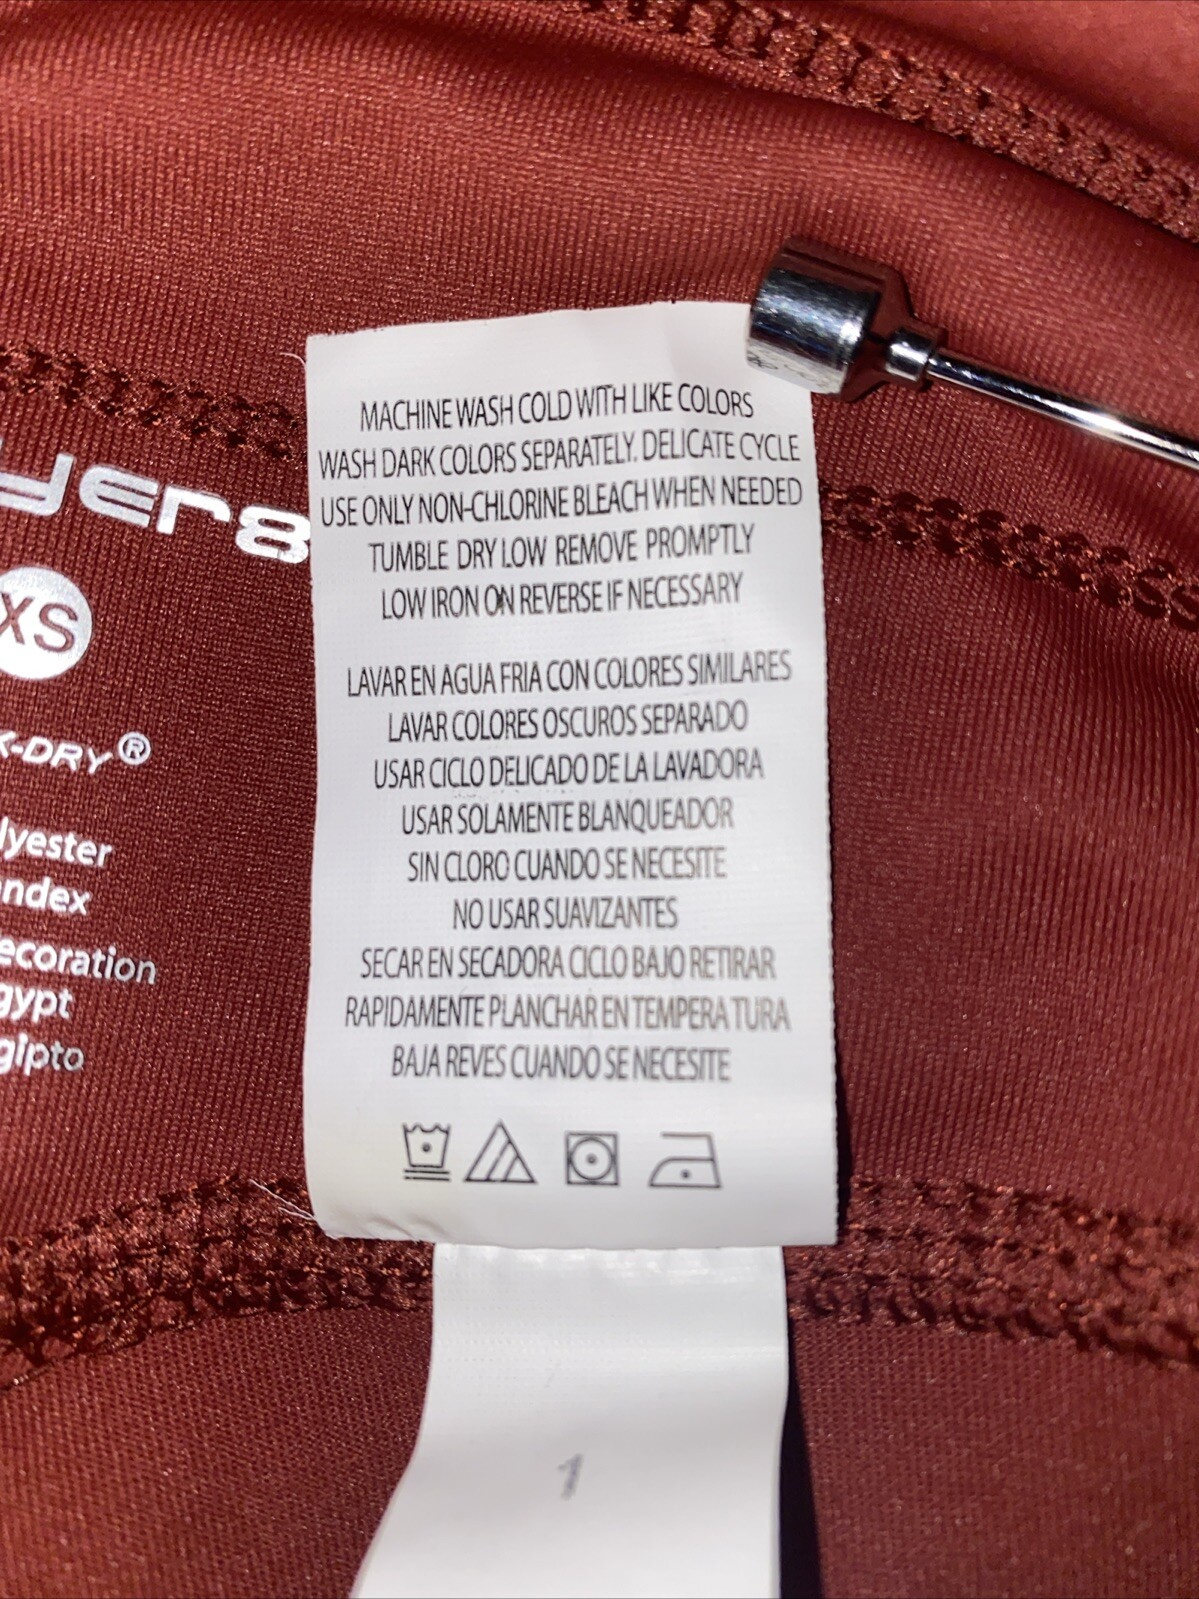 MACHINE WASH COLD WITH LIKE COLORS
WASH DARK COLORS SEPARATELY. DELICATE CYCLE
USE ONLY NON-CHLORINE BLEACH WHEN NEEDED
TUMBLE DRY LOW REMOVE PROMPTLY
LOW IRON ON REVERSE IF NECESSARY
LAVAR EN AGUA FRIA CON COLORES SIMILARES
LAVAR COLORES OSCUROS SEPARADO
USAR CICLO DELICADO DE LA LAVADORA
USAR SOLAMENTE BLANQUEADOR
SIN CLORO CUANDO SE NECESITE
NO USAR SUAVIZANTES
SECAR EN SECADORA CICLO BAJO RETIRAR
RAPIDAMENTE PLANCHAR EN TEMPERA TURA
BAJA REVES CUANDO SE NECESITE
1
yer8
XS
K-DRY®
lyester
ndex
ecoration
gypt
gipto